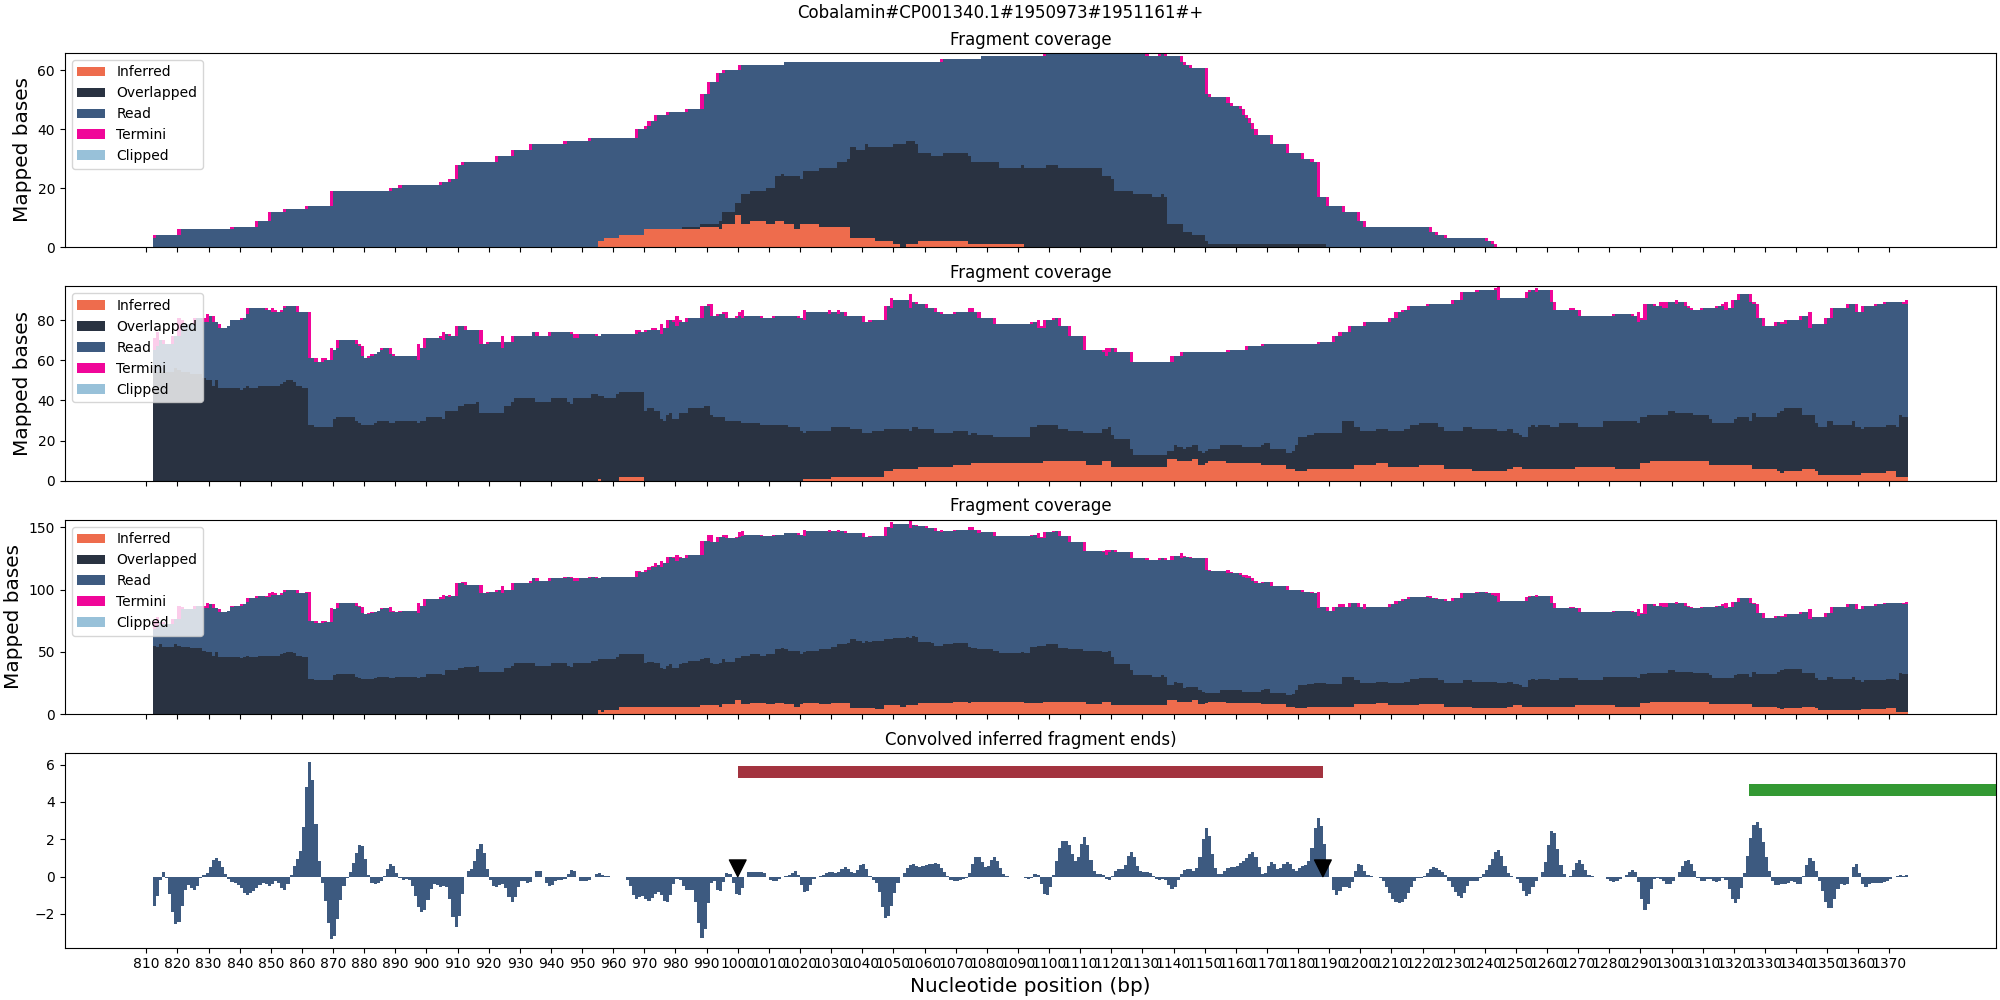 Cobalamin#CP001340.1#1950973#1951161#+
Fragment coverage
Mapped bases
60
40
20
0
Inferred
Overlapped
Read
Termini
Clipped
Fragment coverage
Mapped bases
80
60
40
20
0
Inferred
Overlapped
Read
Termini
Clipped
Fragment coverage
Mapped bases
150
100
50
0
Inferred
Overlapped
Read
Termini
Clipped
Convolved inferred fragment ends)
6
4
2
0
−2
810 820 830 840 850 860 870 880 890 900 910 920 930 940 950 960 970 980 990 1000 1010 1020 1030 1040 1050 1060 1070 1080 1090 1100 1110 1120 1130 1140 1150 1160 1170 1180 1190 1200 1210 1220 1230 1240 1250 1260 1270 1280 1290 1300 1310 1320 1330 1340 1350 1360 1370
Nucleotide position (bp)